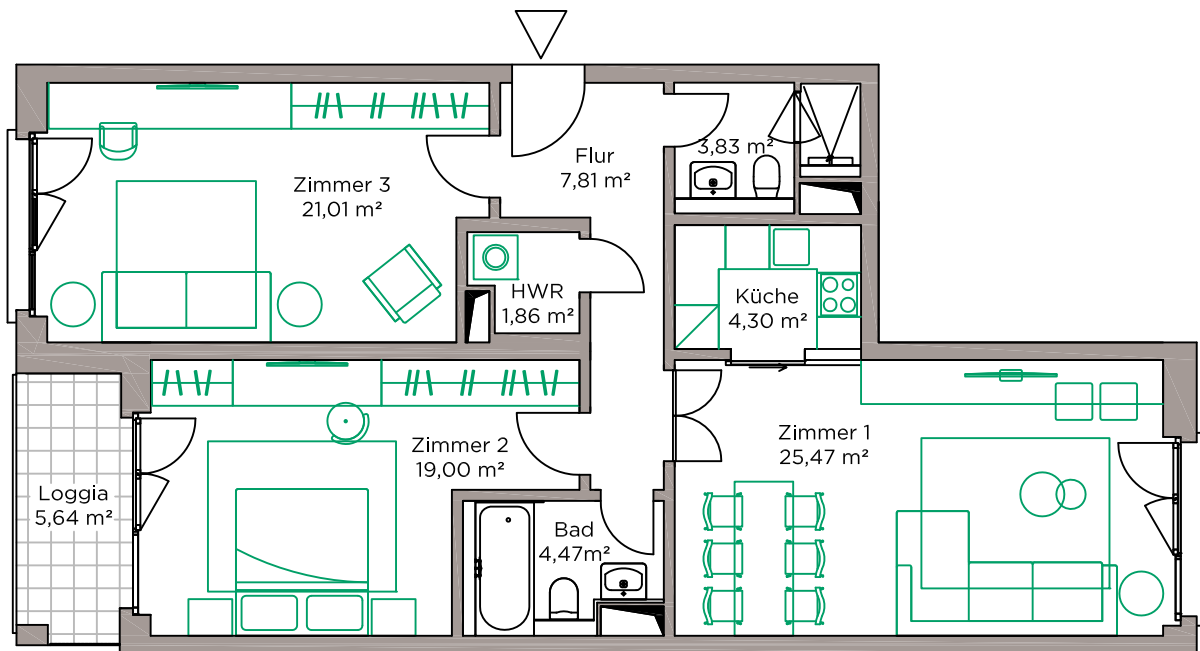 Zimmer 3
21,01 m²
Flur
7,81 m²
3,83 m²
HWR
1,86 m²
Küche
4,30 m²
Zimmer 2
19,00 m²
Zimmer 1
25,47 m²
Loggia
5,64 m²
Bad
4,47m²